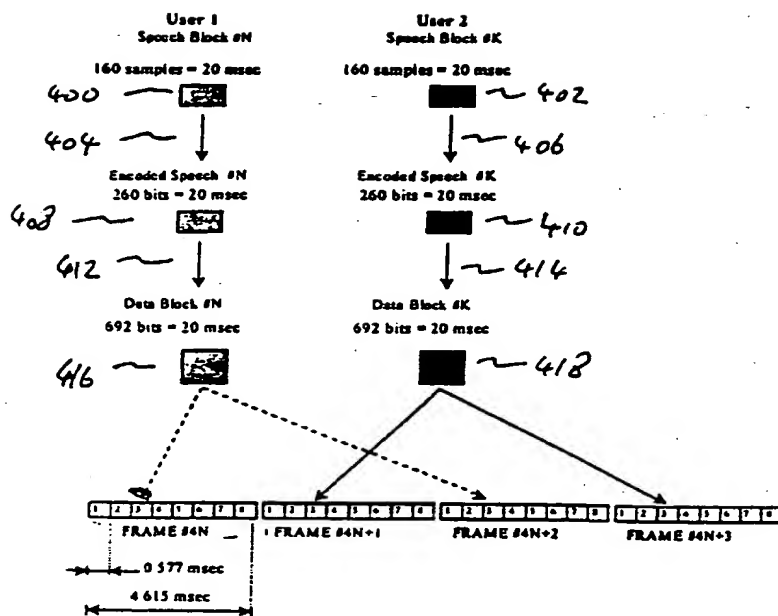 User 1 User 2
Speech Block #N Speech Block #K
160 samples = 20 msec 160 samples = 20 msec
400 402
404 406
Encoded Speech #N Encoded Speech #K
260 bits = 20 msec 260 bits = 20 msec
408 410
412 414
Data Block #N Data Block #K
692 bits = 20 msec 692 bits = 20 msec
416 418
1 2 3 4 5 6 7 8 1 2 3 4 5 6 7 8 1 2 3 4 5 6 7 8 1 2 3 4 5 6 7 8
FRAME #4N FRAME #4N+1 FRAME #4N+2 FRAME #4N+3
0 577 msec
4 615 msec